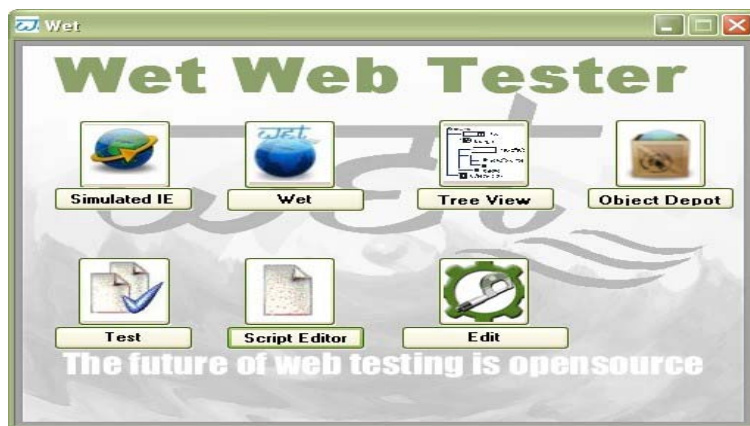 Wet
Wet Web Tester
wet
Simulated IE
Wet
Tree View
Object Depot
Test
Script Editor
Edit
The future of web testing is opensource